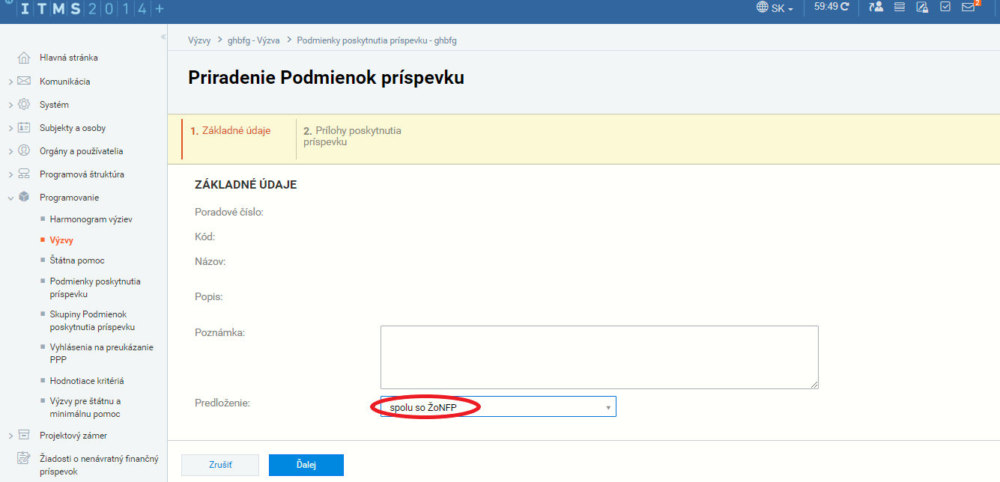 ITMS2014+
SK
59:49
2
Hlavná stránka
Komunikácia
Systém
Subjekty a osoby
Orgány a používatelia
Programová štruktúra
Programovanie
Harmonogram výziev
Výzvy
Štátna pomoc
Podmienky poskytnutia
príspevku
Skupiny Podmienok
poskytnutia príspevku
Vyhlásenia na preukázanie
PPP
Hodnotiace kritériá
Výzvy pre štátnu a
minimálnu pomoc
Projektový zámer
Žiadosti o nenávratný finančný
príspevok
Výzvy > ghbfg - Výzva > Podmienky poskytnutia príspevku - ghbfg
Priradenie Podmienok príspevku
1. Základné údaje
2. Prílohy poskytnutia
príspevku
ZÁKLADNÉ ÚDAJE
Poradové číslo:
Kód:
Názov:
Popis:
Poznámka:
Predloženie: spolu so ŽoNFP
Zrušiť Ďalej